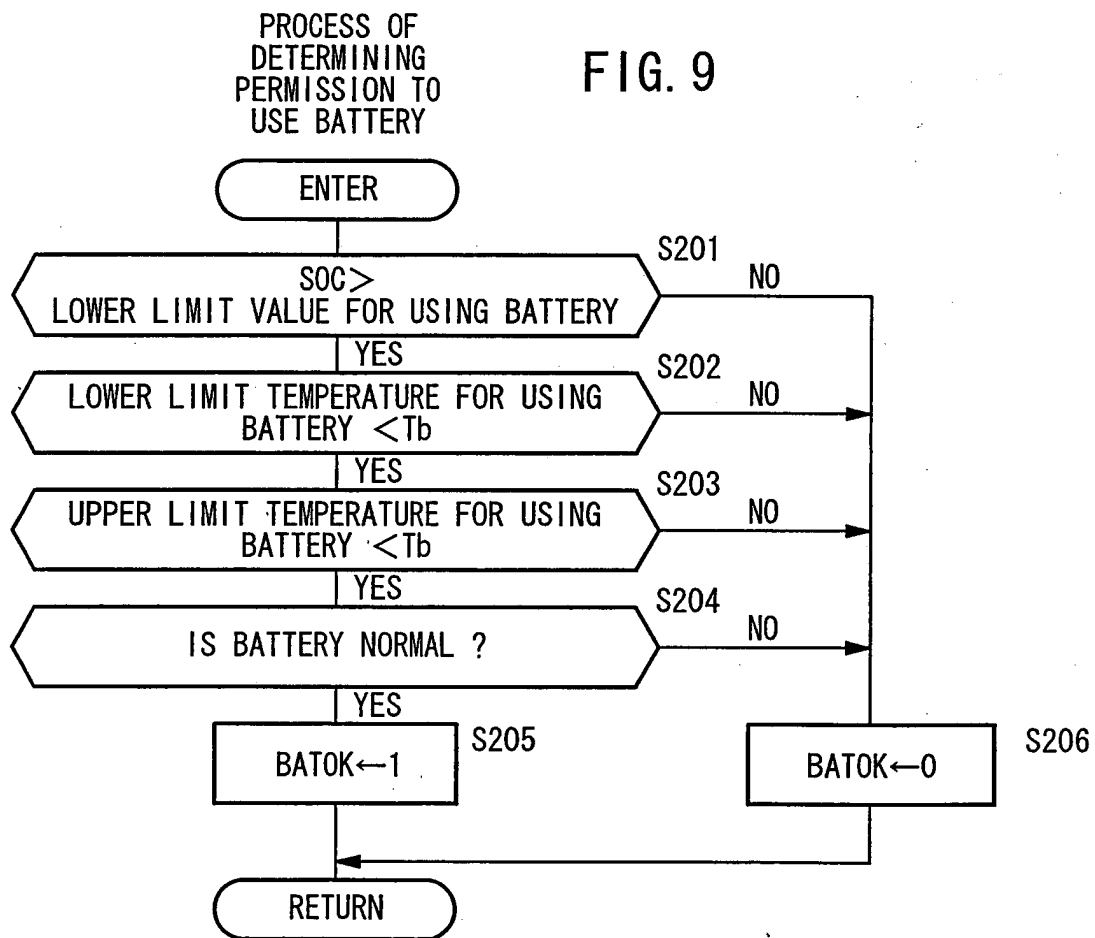 PROCESS OF
DETERMINING
PERMISSION TO
USE BATTERY
FIG. 9
ENTER
SOC>
LOWER LIMIT VALUE FOR USING BATTERY
S201
NO
YES
LOWER LIMIT TEMPERATURE FOR USING
BATTERY <Tb
S202
NO
YES
UPPER LIMIT TEMPERATURE FOR USING
BATTERY <Tb
S203
NO
YES
IS BATTERY NORMAL ?
S204
NO
YES
BATOK←1
S205
BATOK←0
S206
RETURN